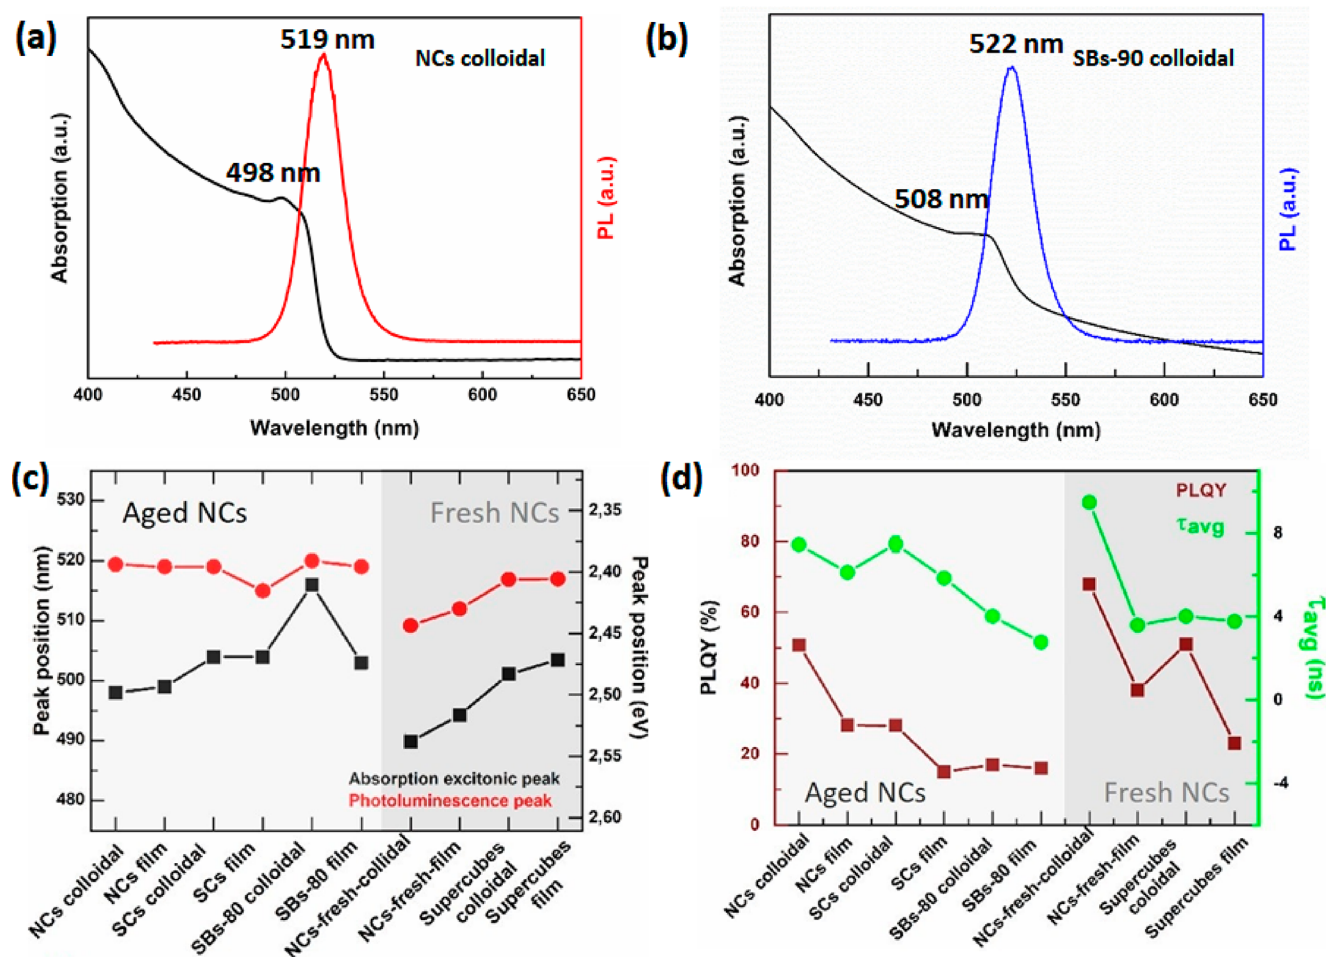 (a)
519 nm
NCs colloidal
498 nm
Absorption (a.u.)
PL (a.u.)
400 450 500 550 600 650
Wavelength (nm)
(b)
522 nm
SBs-90 colloidal
508 nm
Absorption (a.u.)
PL (a.u.)
400 450 500 550 600 650
Wavelength (nm)
(c)
Aged NCs
Fresh NCs
530
520
510
500
490
480
Peak position (nm)
2,35
2,40
2,45
2,50
2,55
2,60
Peak position (eV)
Absorption excitonic peak
Photoluminescence peak
NCs colloidal
NCs film
SCs colloidal
SCs film
SBs-80 colloidal
SBs-80 film
NCs-fresh-collidal
NCs-fresh-film
Supercubes
colloidal
Supercubes
film
(d)
PLQY
τavg
100
80
60
40
20
0
PLQY (%)
8
4
0
-4
τavg (ns)
Aged NCs
Fresh NCs
NCs colloidal
NCs film
SCs colloidal
SCs film
SBs-80 colloidal
SBs-80 film
NCs-fresh-colloidal
NCs-fresh-film
Supercubes
coloidal
Supercubes film